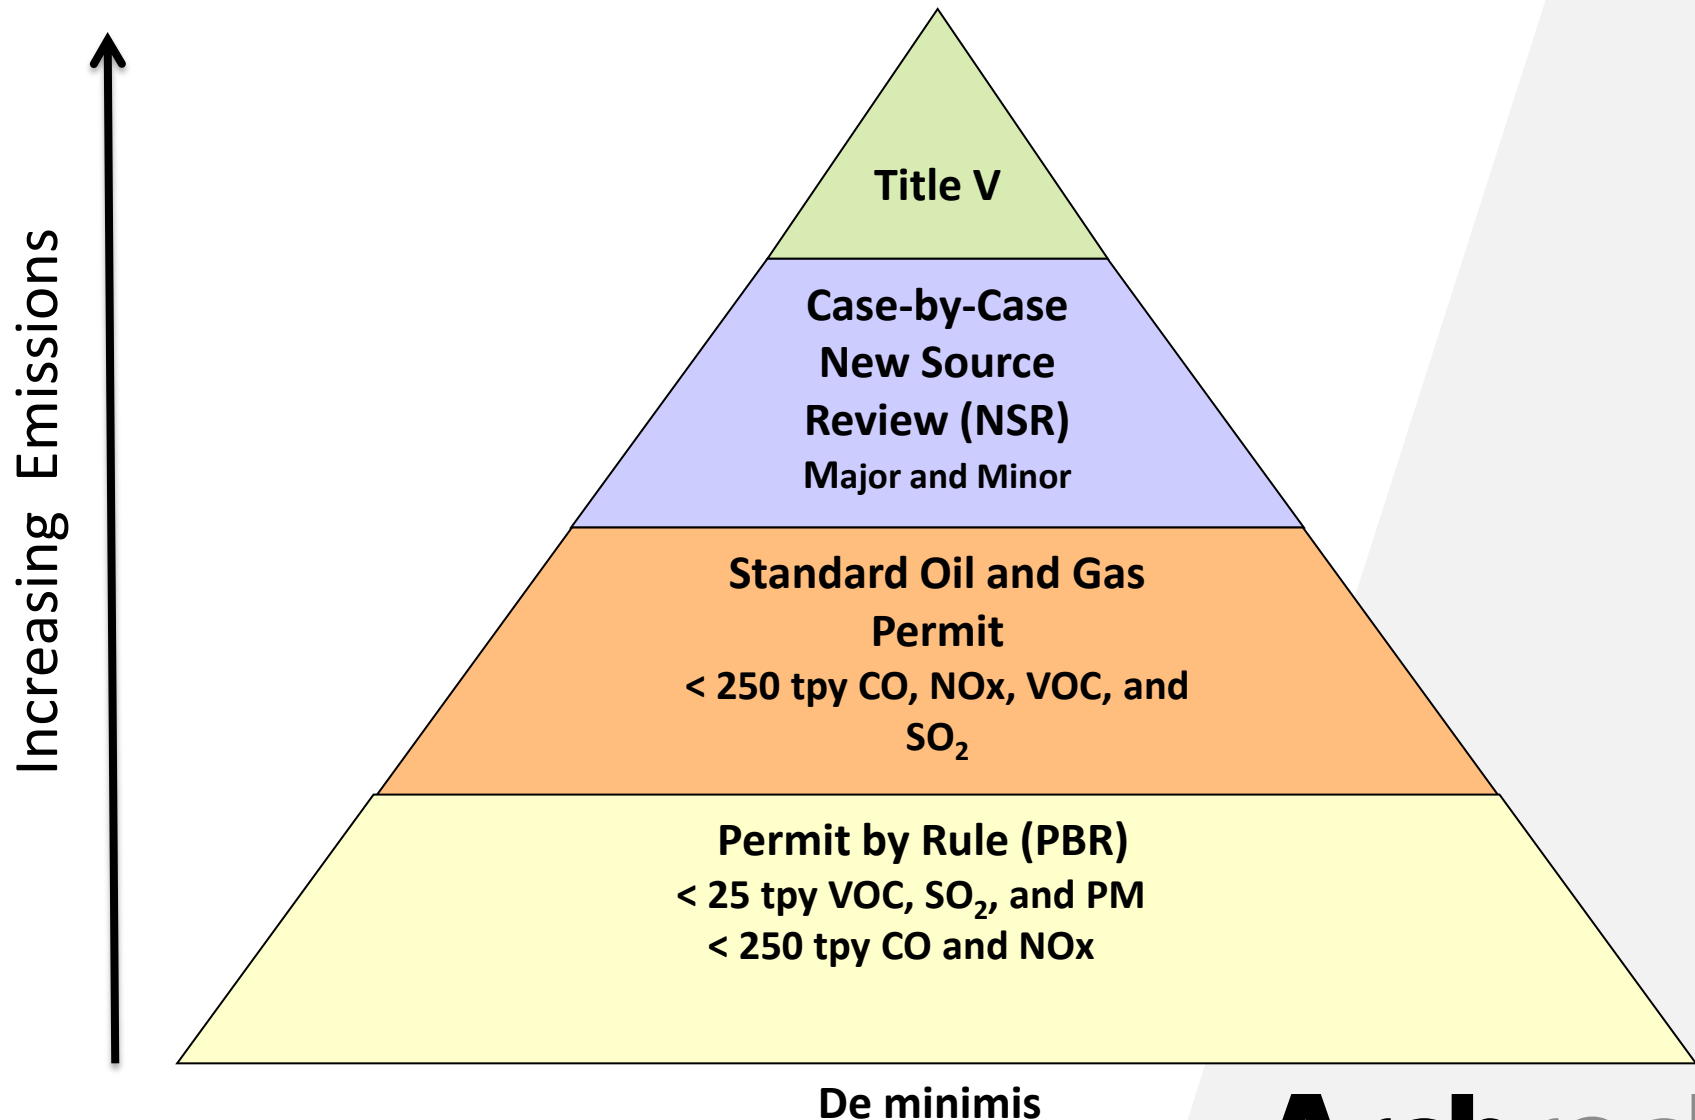 Increasing Emissions
Title V
Case-by-Case
New Source
Review (NSR)
Major and Minor
Standard Oil and Gas
Permit
< 250 tpy CO, NOx, VOC, and
SO₂
Permit by Rule (PBR)
< 25 tpy VOC, SO₂, and PM
< 250 tpy CO and NOx
De minimis